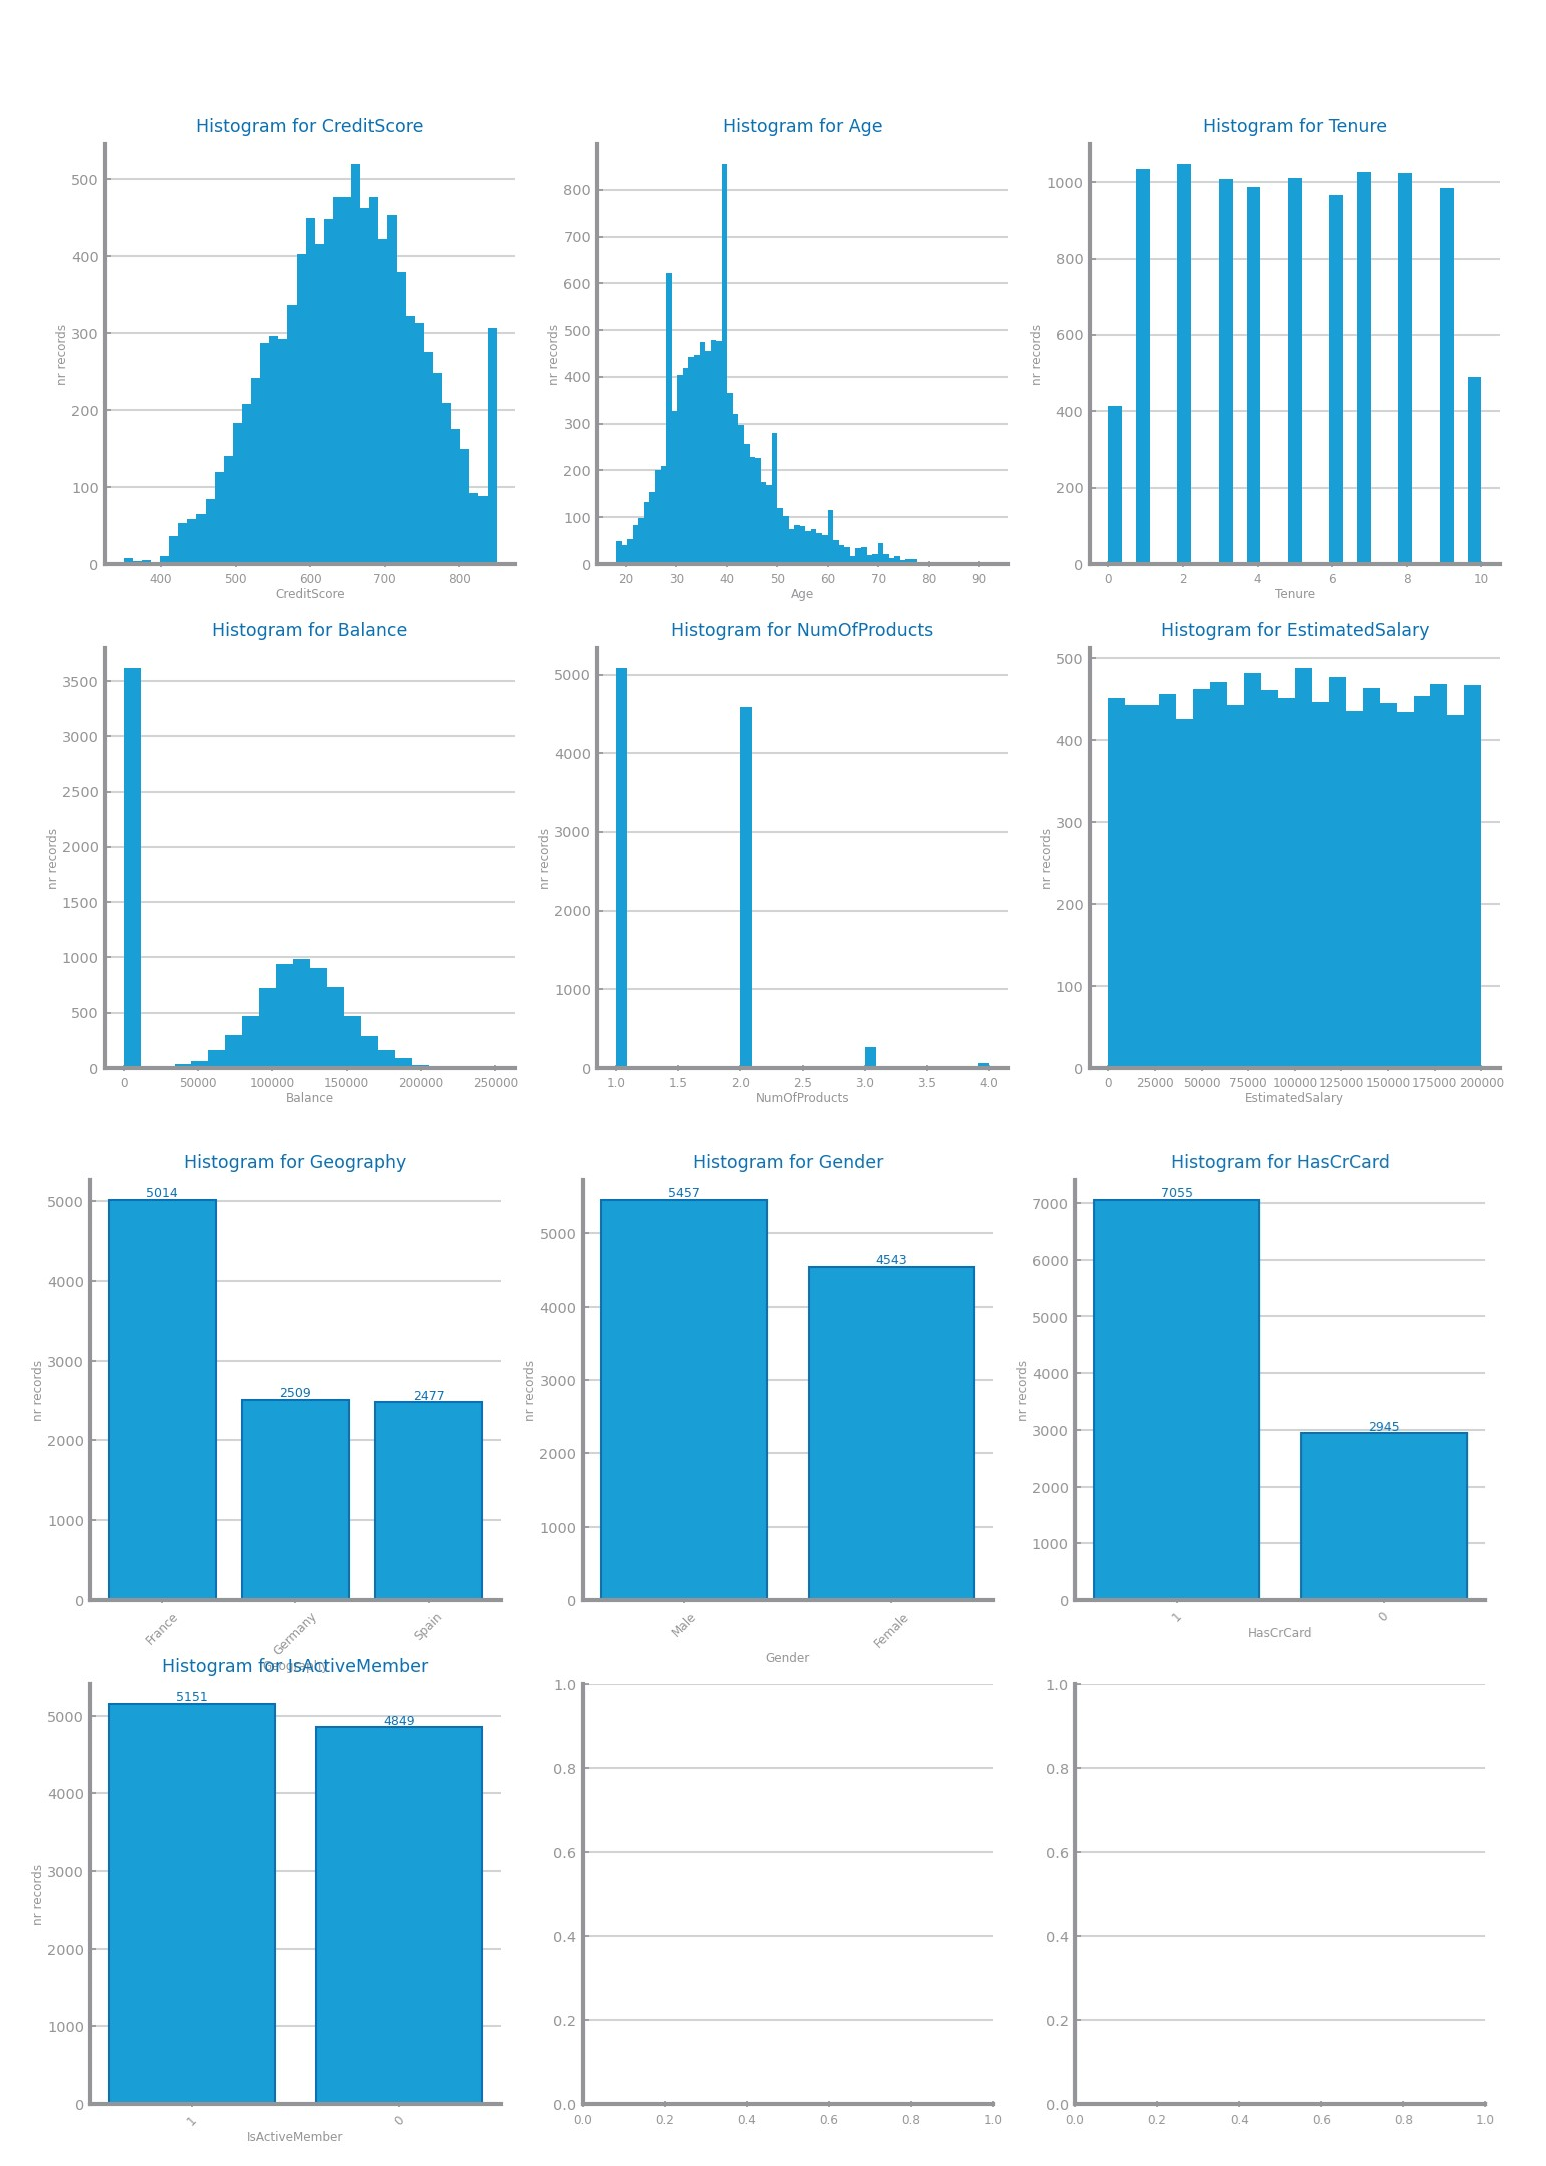 Histogram for CreditScore
500
400
300
200
100
0
nr records
400 500 600 700 800
CreditScore
Histogram for Age
800
700
600
500
400
300
200
100
0
nr records
20 30 40 50 60 70 80 90
Age
Histogram for Tenure
1000
800
600
400
200
0
nr records
0 2 4 6 8 10
Tenure
Histogram for Balance
3500
3000
2500
2000
1500
1000
500
0
nr records
0 50000 100000 150000 200000 250000
Balance
Histogram for NumOfProducts
5000
4000
3000
2000
1000
0
nr records
1.0 1.5 2.0 2.5 3.0 3.5 4.0
NumOfProducts
Histogram for EstimatedSalary
500
400
300
200
100
0
nr records
0 25000 50000 75000 100000 125000 150000 175000 200000
EstimatedSalary
Histogram for Geography
5000
4000
3000
2000
1000
0
nr records
5014
2509
2477
France Germany Spain
Geography
Histogram for Gender
5000
4000
3000
2000
1000
0
nr records
5457
4543
Male Female
Gender
Histogram for HasCrCard
7000
6000
5000
4000
3000
2000
1000
0
nr records
7055
2945
1 0
HasCrCard
Histogram for IsActiveMember
5000
4000
3000
2000
1000
0
nr records
5151
4849
1 0
IsActiveMember
1.0
0.8
0.6
0.4
0.2
0.0
0.0 0.2 0.4 0.6 0.8 1.0
1.0
0.8
0.6
0.4
0.2
0.0
0.0 0.2 0.4 0.6 0.8 1.0